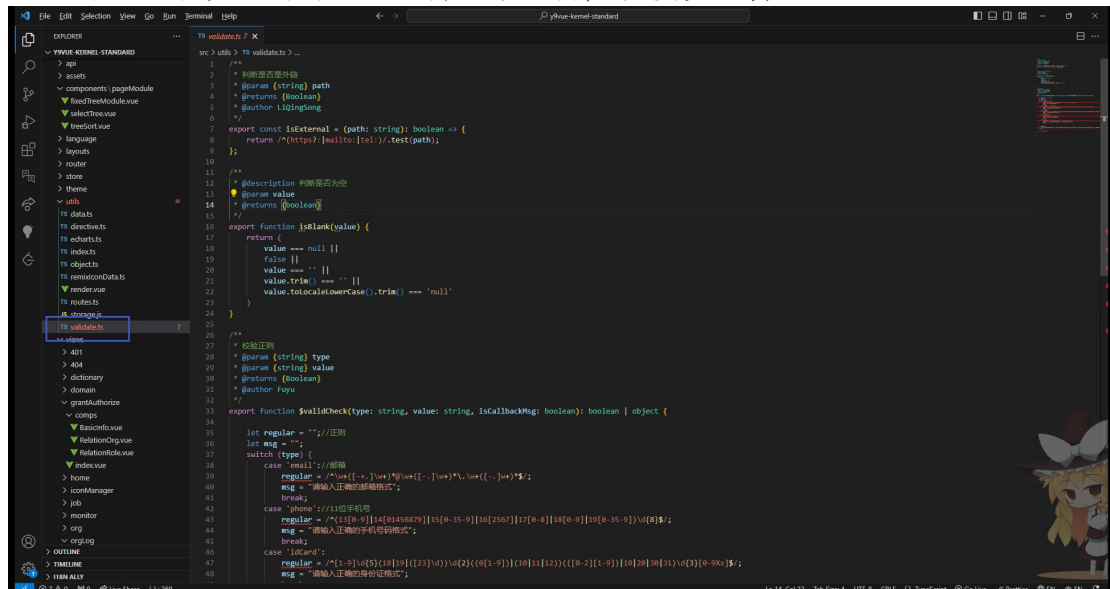 File Edit Selection View Go Run Terminal Help
y9vue-kernel-standard
EXPLORER
Y9VUE-KERNEL-STANDARD
api
assets
components \ pageModule
fixedTreeModule.vue
selectTree.vue
treeSort.vue
language
layouts
router
store
theme
utils
TS data.ts
TS directive.ts
TS echarts.ts
TS index.ts
TS object.ts
TS remixIconData.ts
render.vue
TS routes.ts
JS storage.js
TS validate.ts 7
views
401
404
dictionary
domain
grantAuthorize
comps
BasicInfo.vue
RelationOrg.vue
RelationRole.vue
index.vue
home
iconManager
job
monitor
org
orgLog
OUTLINE
TIMELINE
I18N ALLY
TS validate.ts 7
src > utils > TS validate.ts > ...
1 /**
2 * 判断是否是外链
3 * @param {string} path
4 * @returns {Boolean}
5 * @author LiQingSong
6 */
7 export const isExternal = (path: string): boolean => {
8 return /^(https?:|mailto:|tel:)/.test(path);
9 };
10
11 /**
12 * @description 判断是否为空
13 * @param value
14 * @returns {boolean}
15 */
16 export function isBlank(value) {
17 return (
18 value === null ||
19 false ||
20 value === '' ||
21 value.trim() === '' ||
22 value.toLocaleLowerCase().trim() === 'null'
23 )
24 }
25
26 /**
27 * 校验正则
28 * @param {string} type
29 * @param {string} value
30 * @returns {Boolean}
31 * @author Fuyu
32 */
33 export function $validCheck(type: string, value: string, isCallbackMsg: boolean): boolean | object {
34
35 let regular = "";//正则
36 let msg = "";
37 switch (type) {
38 case 'email'://邮箱
39 regular = /^\w+([-+.]\w+)*@\w+([-.]\w+)*\.\w+([-.]\w+)*$/;
40 msg = "请输入正确的邮箱格式";
41 break;
42 case 'phone'://11位手机号
43 regular = /^(13[0-9]|14[01456879]|15[0-35-9]|16[2567]|17[0-8]|18[0-9]|19[0-35-9])\d{8}$/;
44 msg = "请输入正确的手机号码格式";
45 break;
46 case 'idCard':
47 regular = /^[1-9]\d{5}(18|19|([23]\d))\d{2}((0[1-9])|(10|11|12))(([0-2][1-9])|10|20|30|31)\d{3}[0-9Xx]$/;
48 msg = "请输入正确的身份证格式";